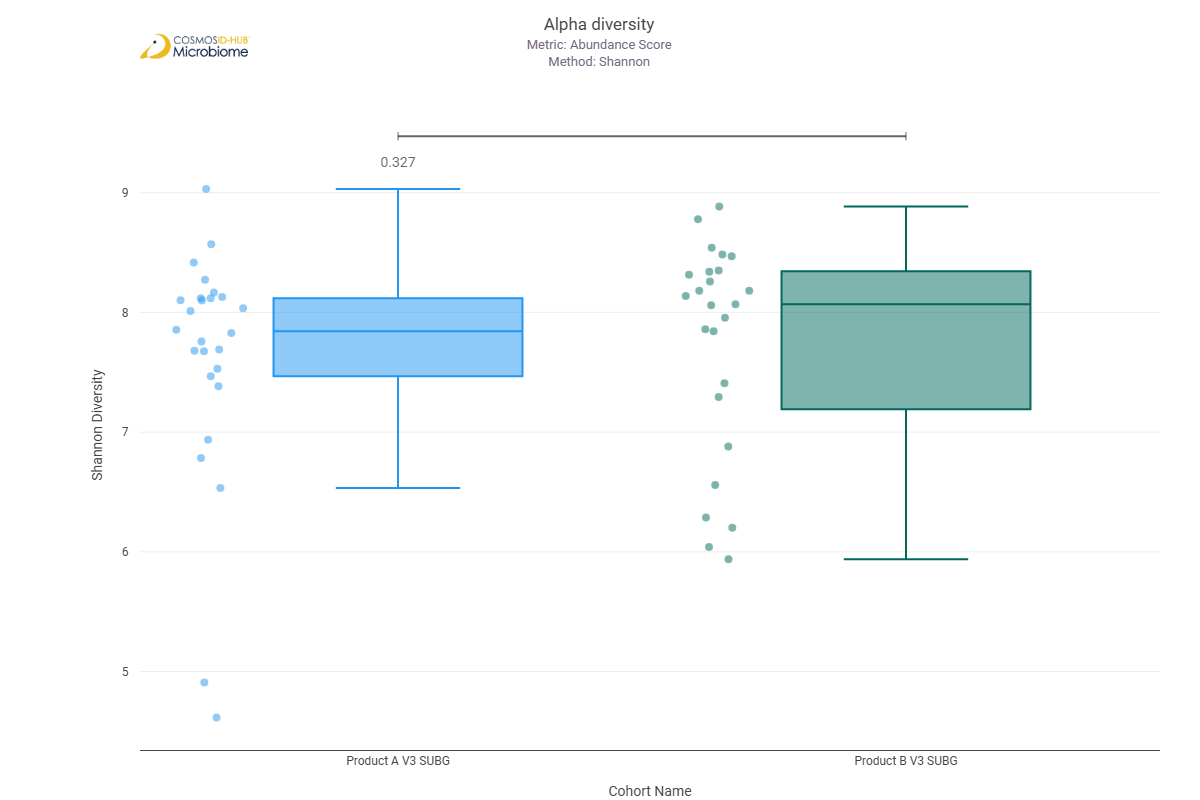 COSMOSID-HUB
Microbiome
Alpha diversity
Metric: Abundance Score
Method: Shannon
0.327
9
8
7
6
5
Shannon Diversity
Product A V3 SUBG
Product B V3 SUBG
Cohort Name